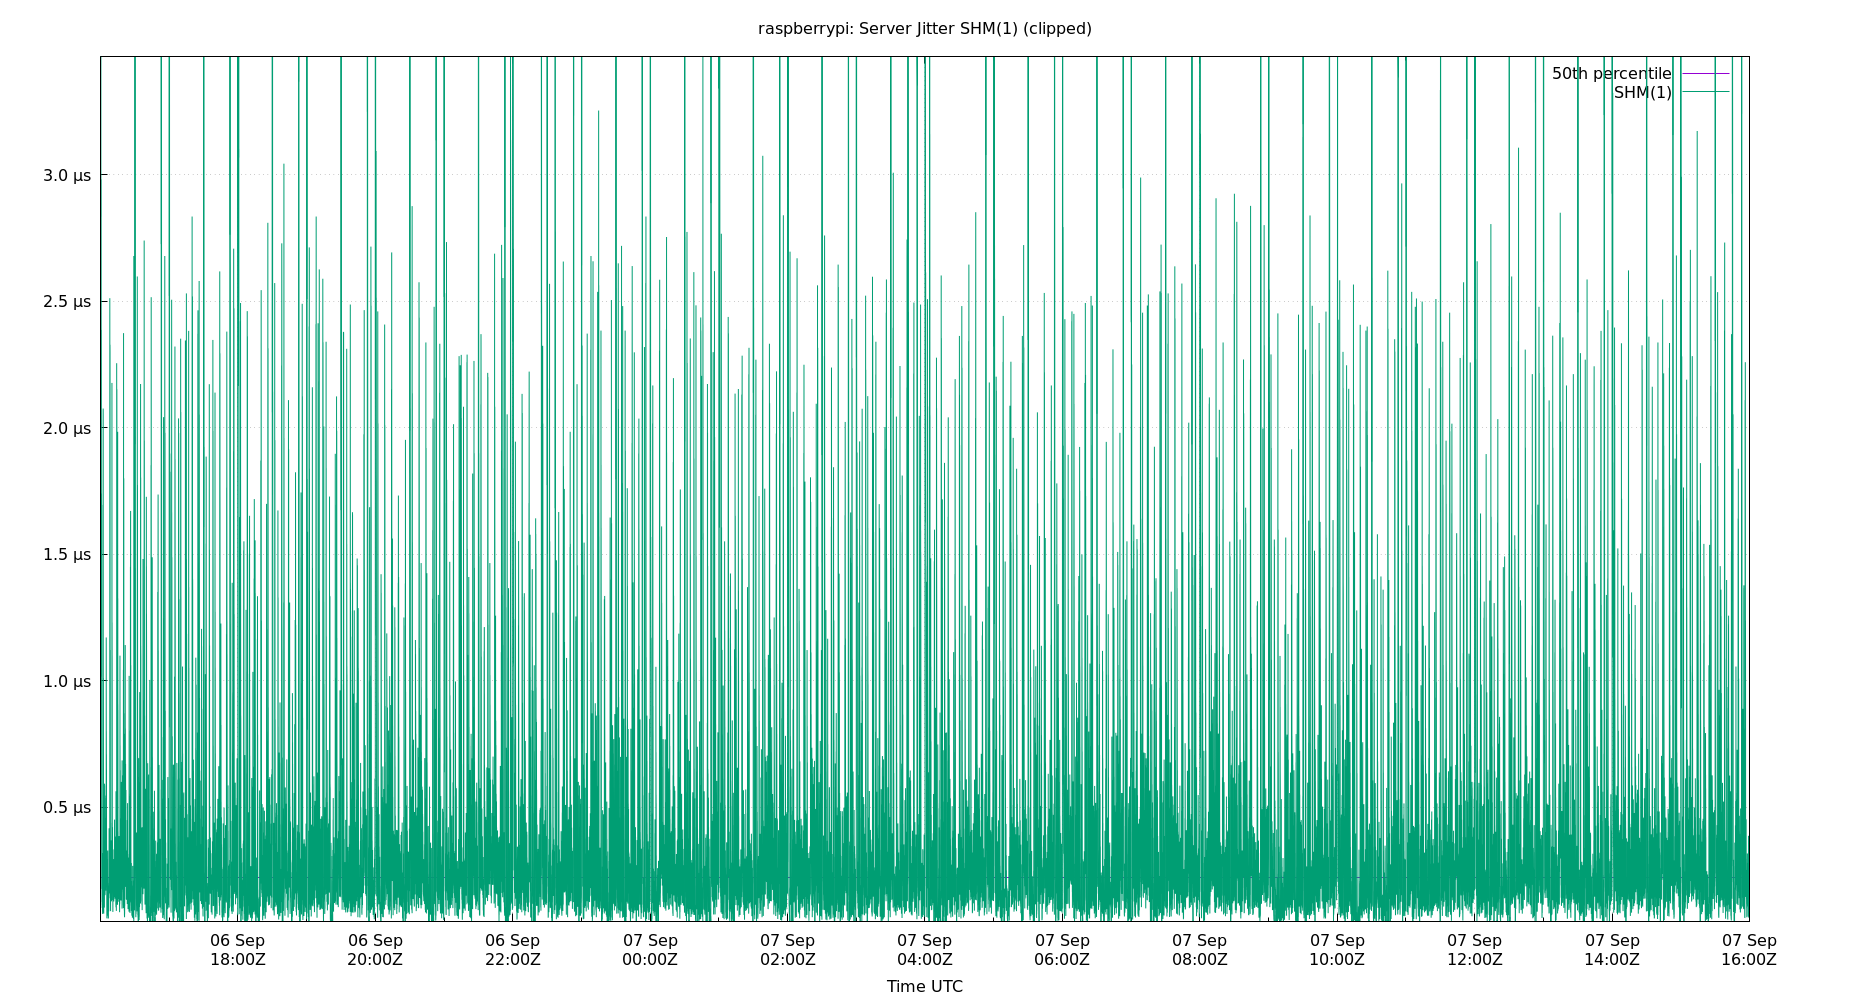 raspberrypi: Server Jitter SHM(1) (clipped)
50th percentile
SHM(1)
3.0 µs
2.5 µs
2.0 µs
1.5 µs
1.0 µs
0.5 µs
06 Sep 06 Sep 06 Sep 07 Sep 07 Sep 07 Sep 07 Sep 07 Sep 07 Sep 07 Sep 07 Sep 07 Sep
18:00Z 20:00Z 22:00Z 00:00Z 02:00Z 04:00Z 06:00Z 08:00Z 10:00Z 12:00Z 14:00Z 16:00Z
Time UTC